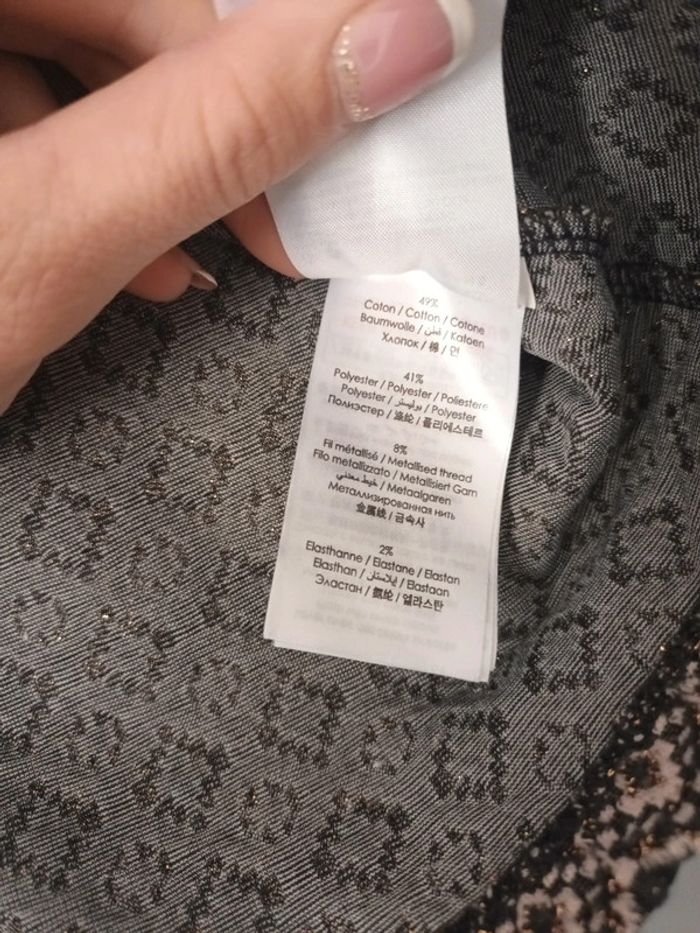 49%
Coton / Cotton / Cotone
Baumwolle / قطن / Katoen
Хлопок / 棉 / 면
41%
Polyester / Polyester / Poliestere
Polyester / بوليستر / Polyester
Полиэстер / 涤纶 / 폴리에스테르
8%
Fil métallisé / Metallised thread
Filo metallizzato / Metallisiert Garn
خيط معدني / Metaalgaren
Металлизированная нить
金属线 / 금속사
2%
Elasthanne / Elastane / Elastan
Elasthan / إيلاستان / Elastaan
Эластан / 氨纶 / 엘라스탄